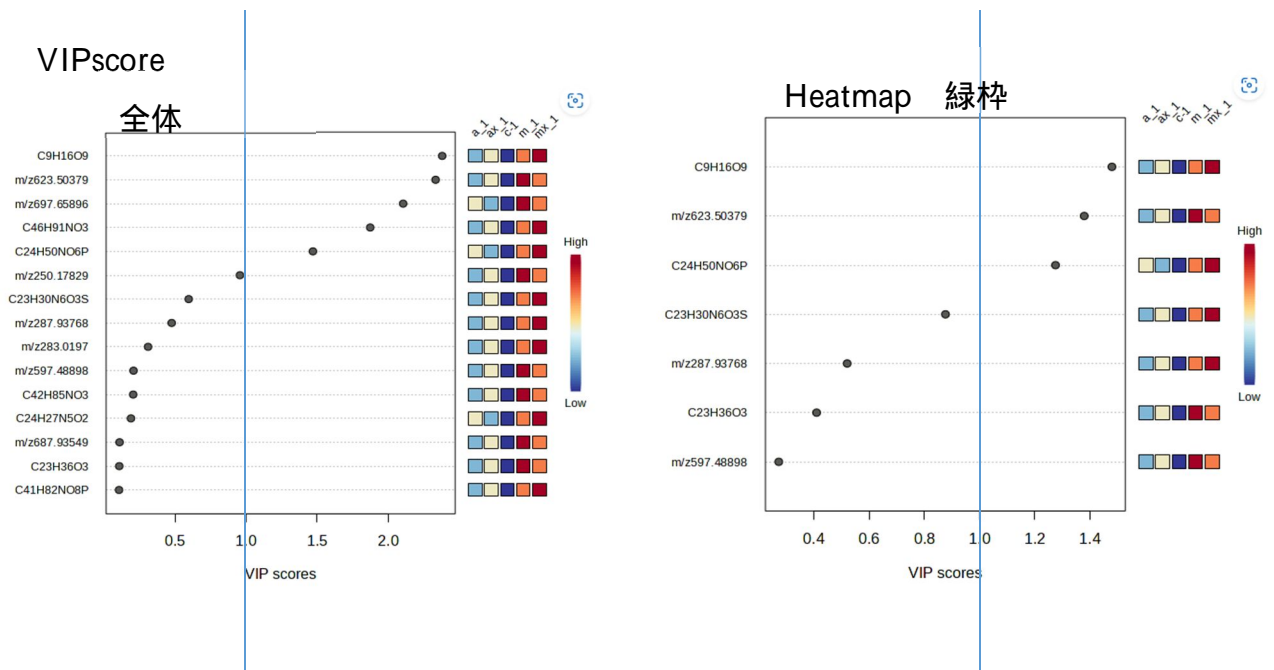 VIPscore
全体
a_1 ax_1 c-1 m_1 mx_1
C9H16O9
m/z623.50379
m/z697.65896
C46H91NO3
C24H50NO6P
m/z250.17829
C23H30N6O3S
m/z287.93768
m/z283.0197
m/z597.48898
C42H85NO3
C24H27N5O2
m/z687.93549
C23H36O3
C41H82NO8P
High
Low
0.5 1.0 1.5 2.0
VIP scores
Heatmap 緑枠
a_1 ax_1 c-1 m_1 mx_1
C9H16O9
m/z623.50379
C24H50NO6P
C23H30N6O3S
m/z287.93768
C23H36O3
m/z597.48898
High
Low
0.4 0.6 0.8 1.0 1.2 1.4
VIP scores